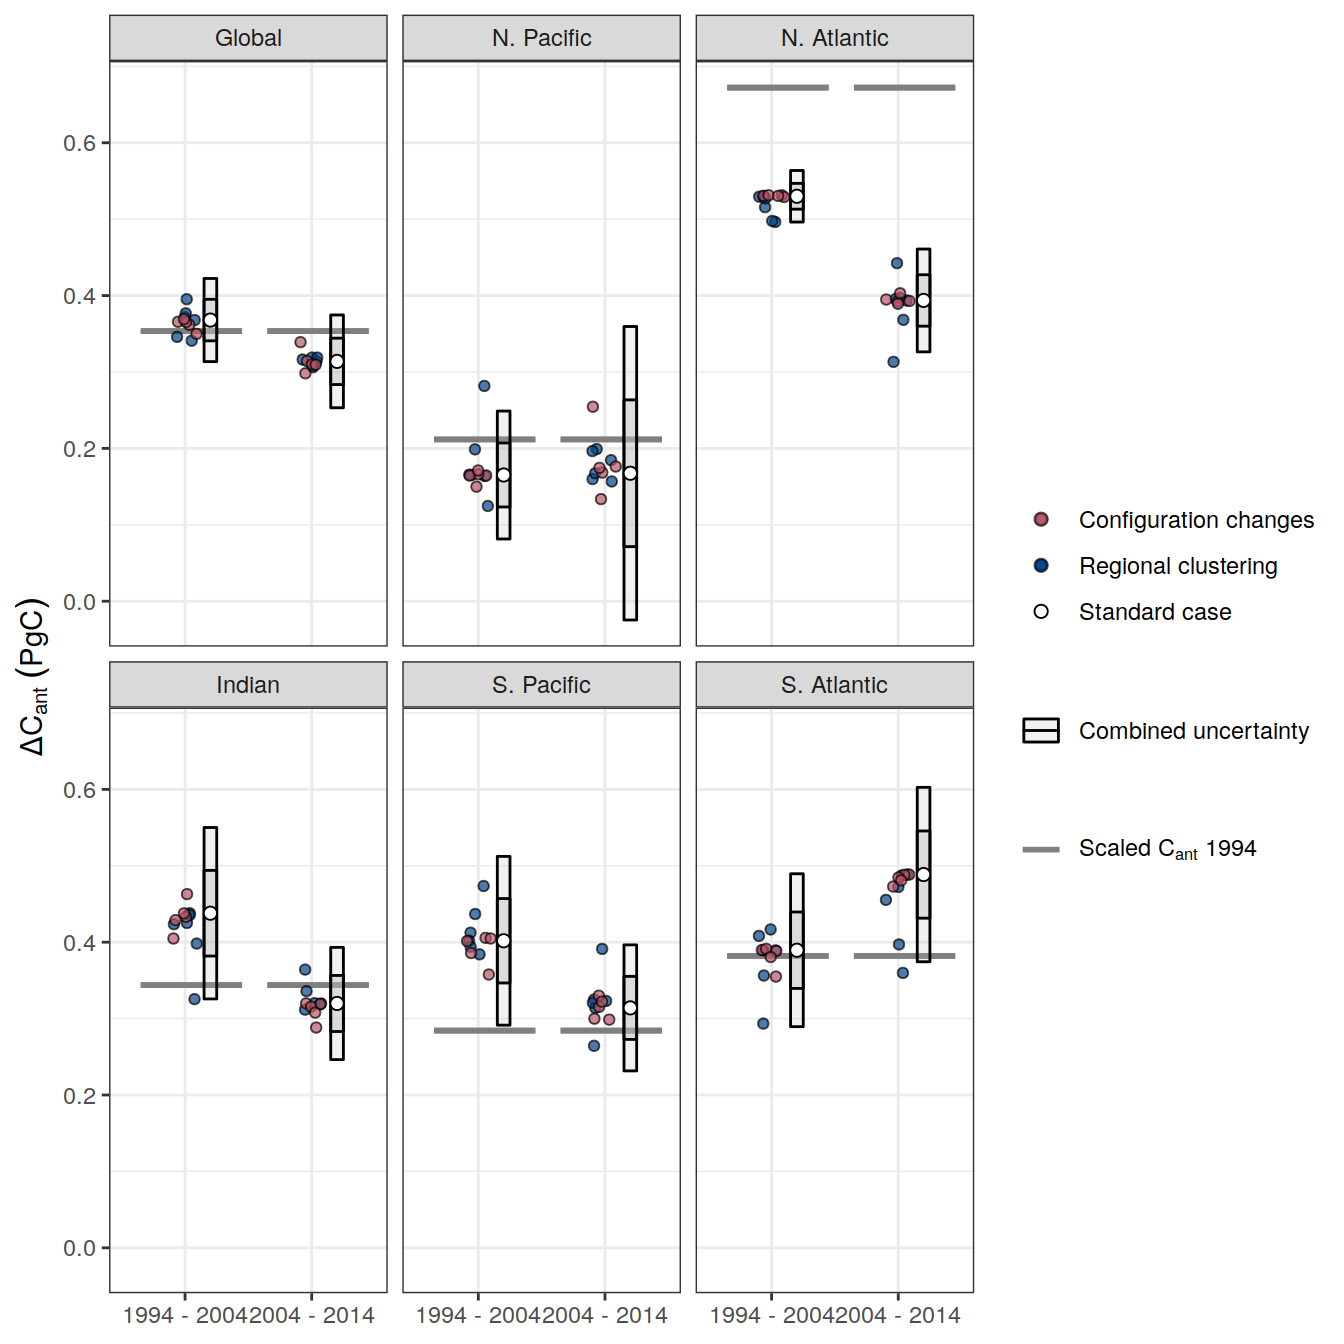 Global
N. Pacific
N. Atlantic
0.6
0.4
0.2
0.0
ΔCant (PgC)
Indian
S. Pacific
S. Atlantic
0.6
0.4
0.2
0.0
1994 - 2004 2004 - 2014
1994 - 2004 2004 - 2014
1994 - 2004 2004 - 2014
Configuration changes
Regional clustering
Standard case
Combined uncertainty
Scaled Cant 1994